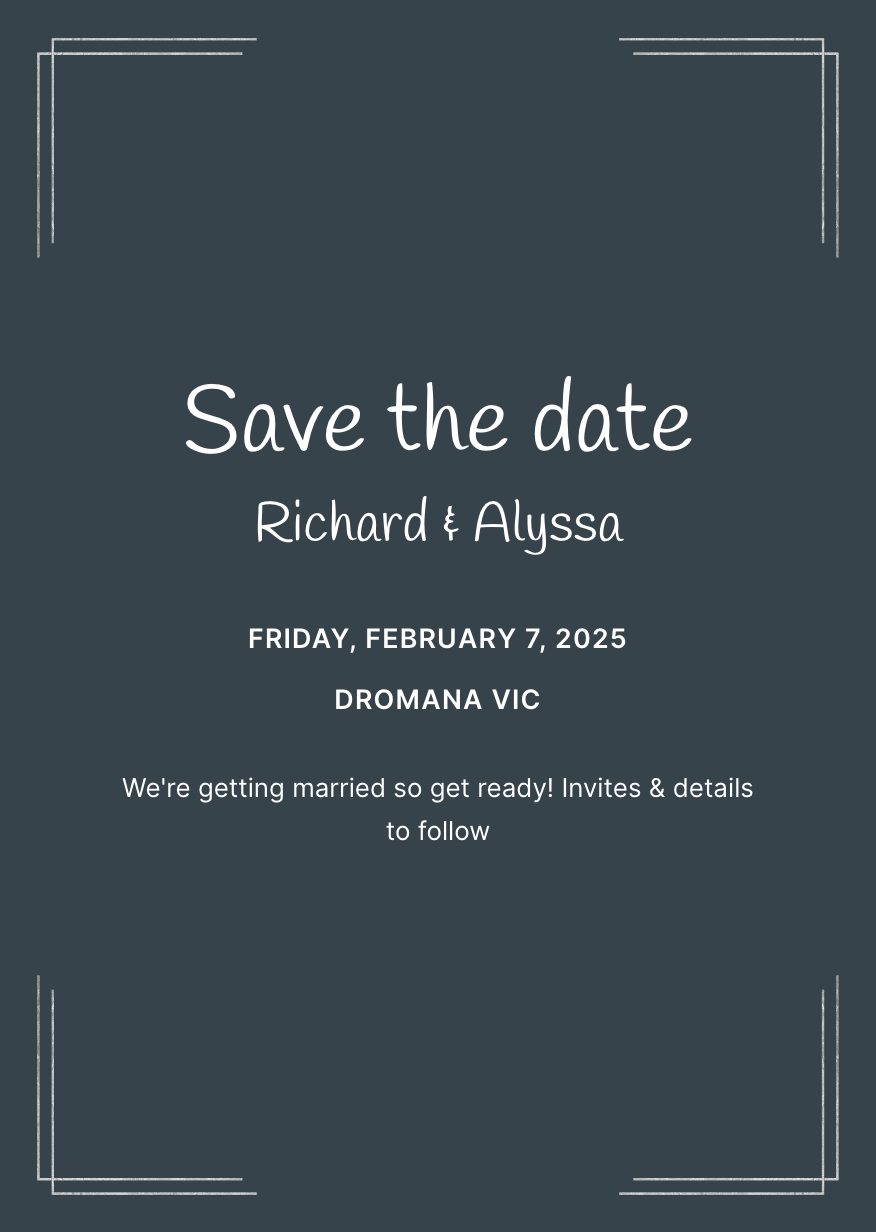 Save the date
Richard & Alyssa
FRIDAY, FEBRUARY 7, 2025
DROMANA VIC
We're getting married so get ready! Invites & details
to follow